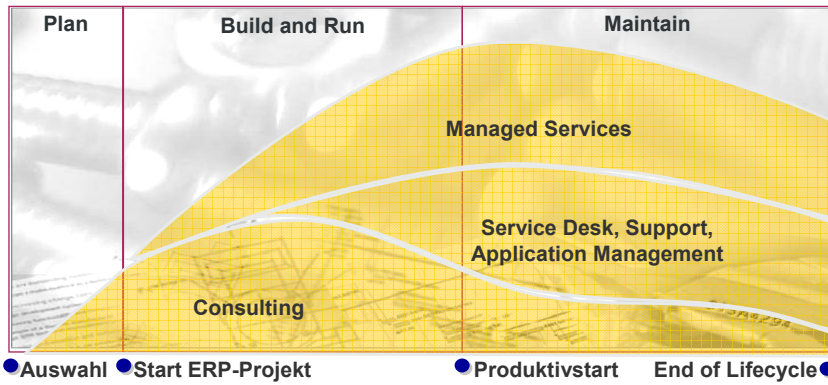 Plan
Build and Run
Maintain
Managed Services
Service Desk, Support,
Application Management
Consulting
Auswahl
Start ERP-Projekt
Produktivstart
End of Lifecycle